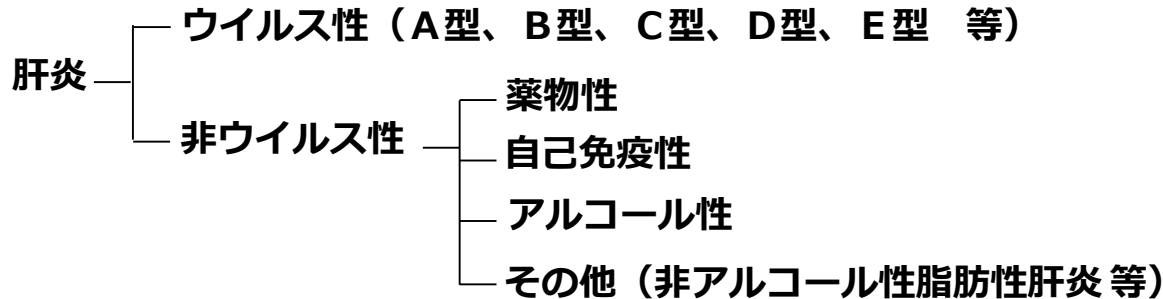 肝炎
ウイルス性（A型、B型、C型、D型、E型　等）
非ウイルス性
薬物性
自己免疫性
アルコール性
その他（非アルコール性脂肪性肝炎 等）